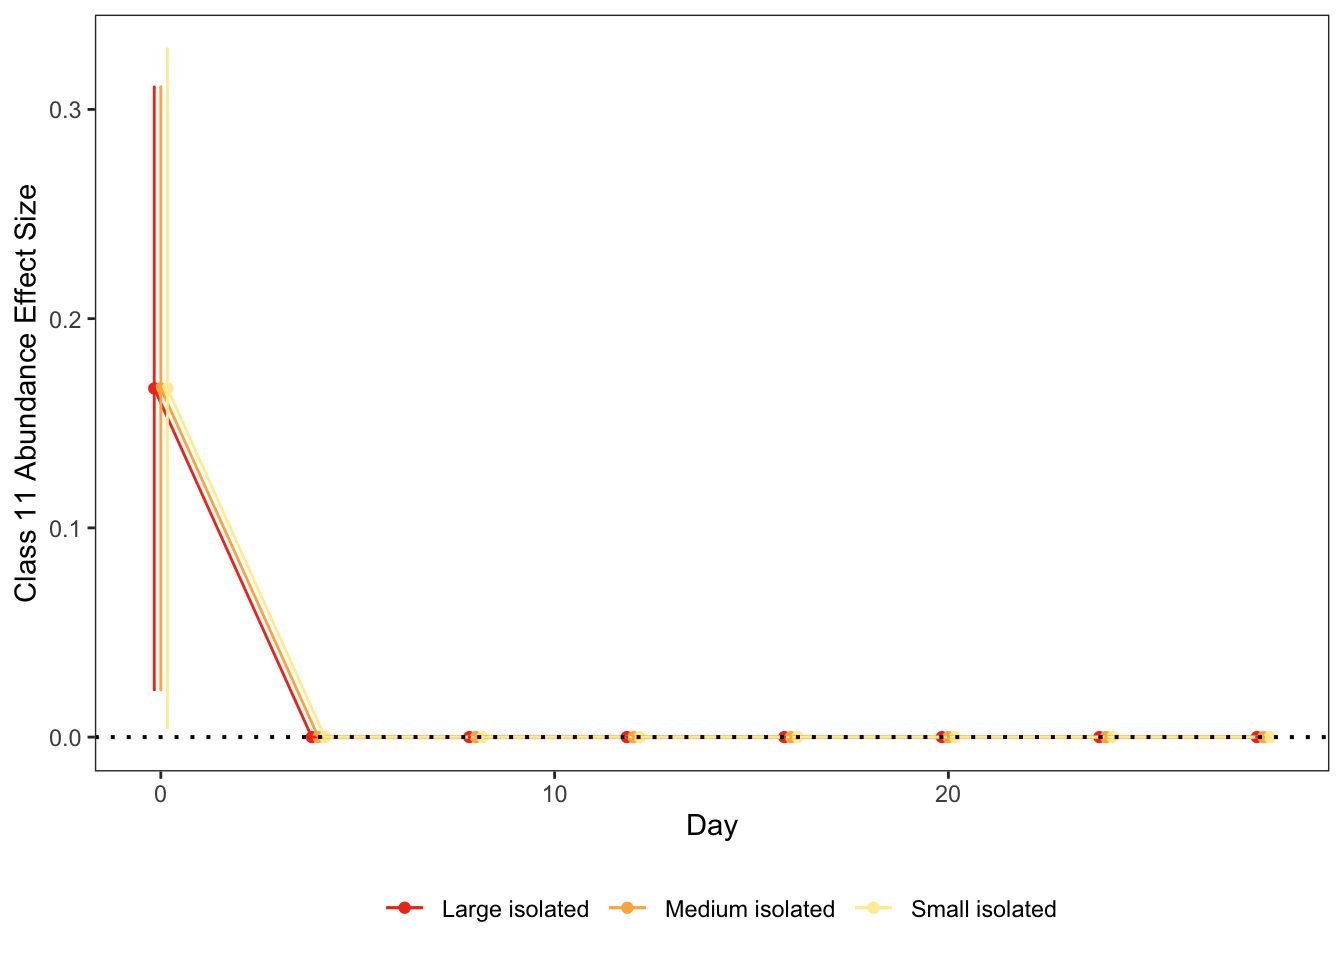 Class 11 Abundance Effect Size
0.3
0.2
0.1
0.0
0 10 20
Day
Large isolated Medium isolated Small isolated